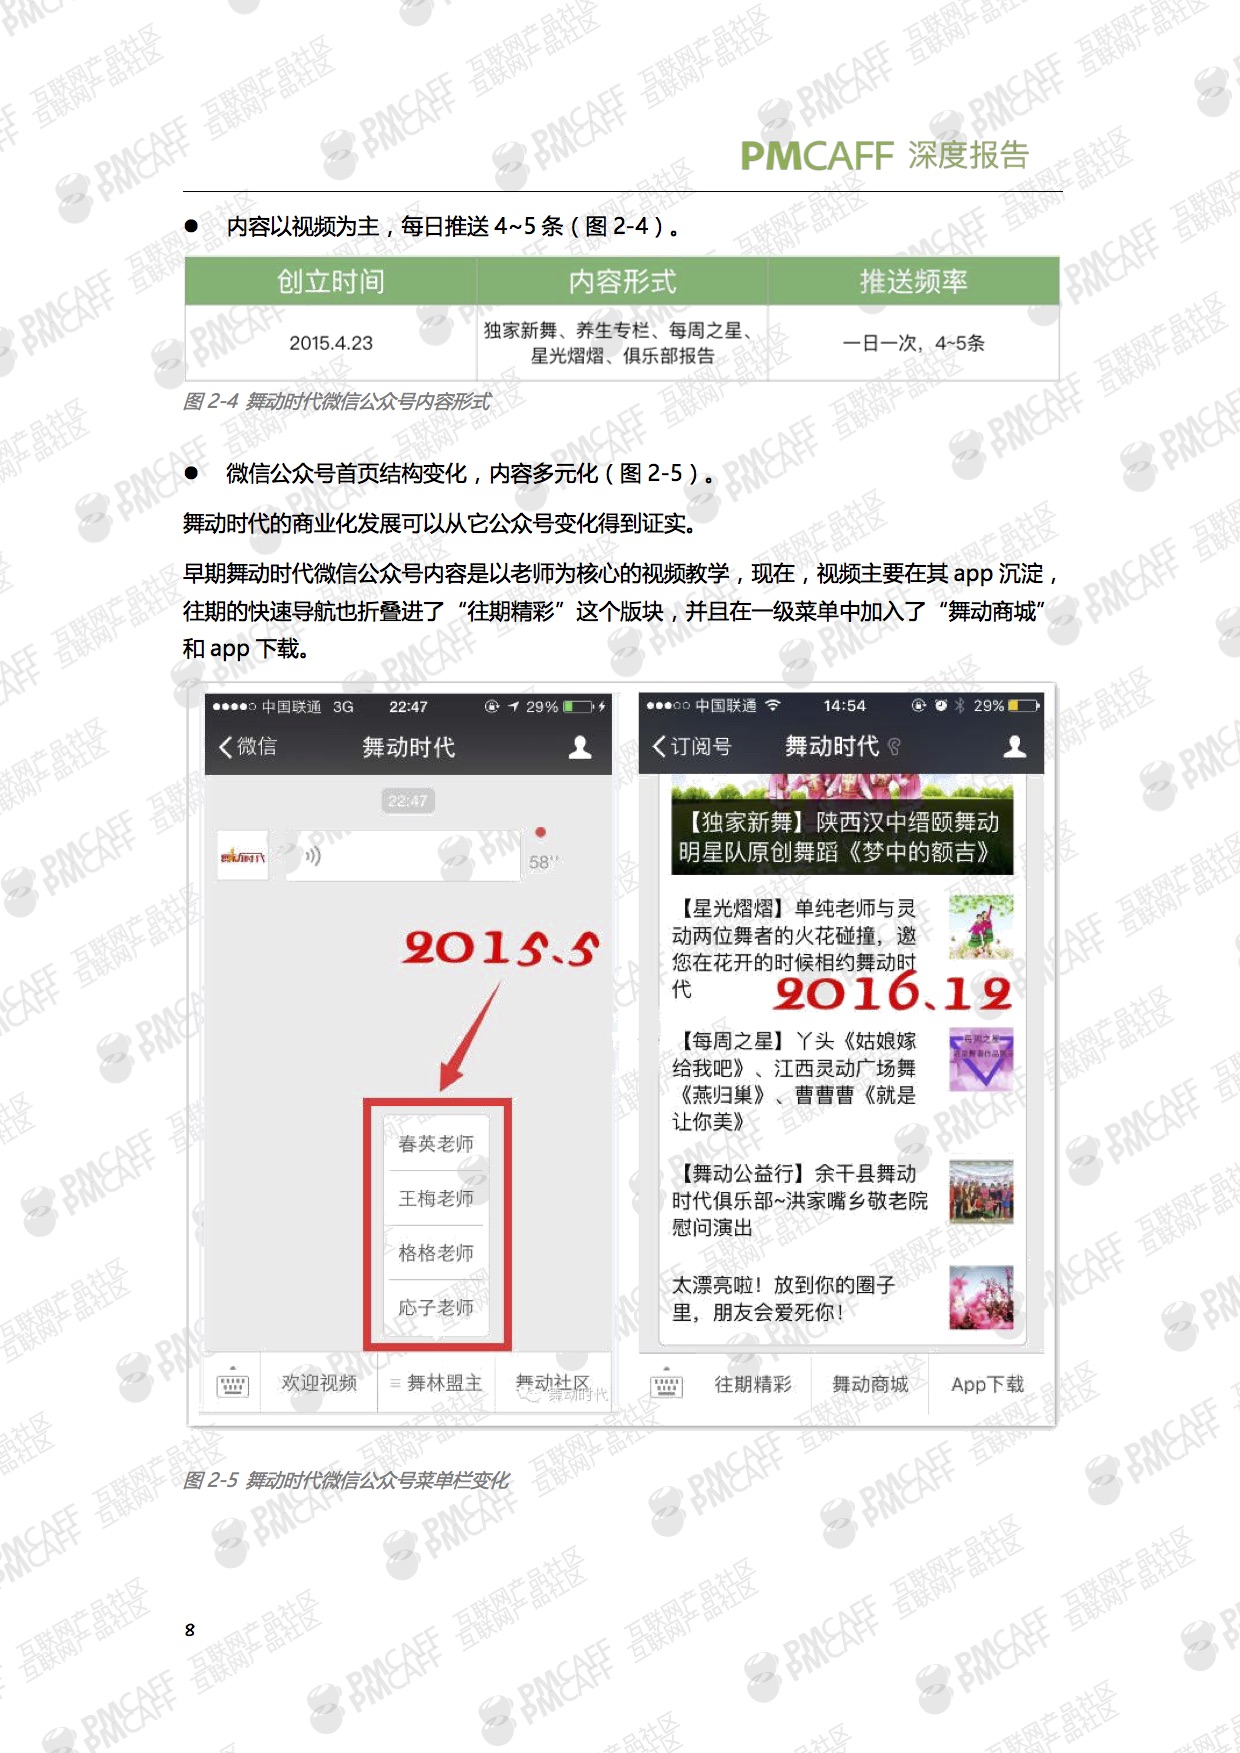 PMCAFF 深度报告
● 内容以视频为主，每日推送 4~5 条（图 2-4）。
创立时间 内容形式 推送频率
2015.4.23 独家新舞、养生专栏、每周之星、 一日一次，4~5条
星光熠熠、俱乐部报告
图 2-4 舞动时代微信公众号内容形式
● 微信公众号首页结构变化，内容多元化（图 2-5）。
舞动时代的商业化发展可以从它公众号变化得到证实。
早期舞动时代微信公众号内容是以老师为核心的视频教学，现在，视频主要在其 app 沉淀，
往期的快速导航也折叠进了“往期精彩”这个版块，并且在一级菜单中加入了“舞动商城”
和 app 下载。
中国联通 3G 22:47 29%
微信 舞动时代
22:47
舞动时代
58''
2015.5
春英老师
王梅老师
格格老师
応子老师
欢迎视频 舞林盟主 舞动社区
舞动时代
中国联通 14:54 29%
订阅号 舞动时代
【独家新舞】陕西汉中缙颐舞动
明星队原创舞蹈《梦中的额吉》
【星光熠熠】单纯老师与灵
动两位舞者的火花碰撞，邀
您在花开的时候相约舞动时
代
2016.12
【每周之星】丫头《姑娘嫁
给我吧》、江西灵动广场舞
《燕归巢》、曹曹曹《就是
让你美》
每周之星
【舞动公益行】余干县舞动
时代俱乐部~洪家嘴乡敬老院
慰问演出
太漂亮啦！放到你的圈子
里，朋友会爱死你！
往期精彩 舞动商城 App下载
图 2-5 舞动时代微信公众号菜单栏变化
8
PMCAFF 互联网产品社区